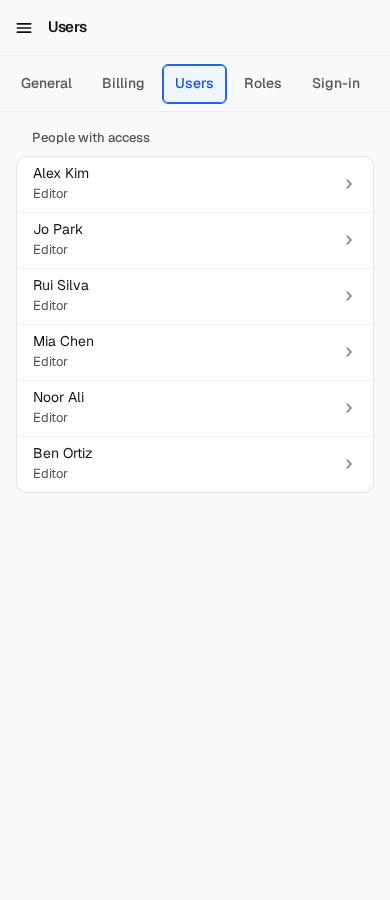 Users
General Billing Users Roles Sign-in
People with access
Alex Kim
Editor
Jo Park
Editor
Rui Silva
Editor
Mia Chen
Editor
Noor Ali
Editor
Ben Ortiz
Editor